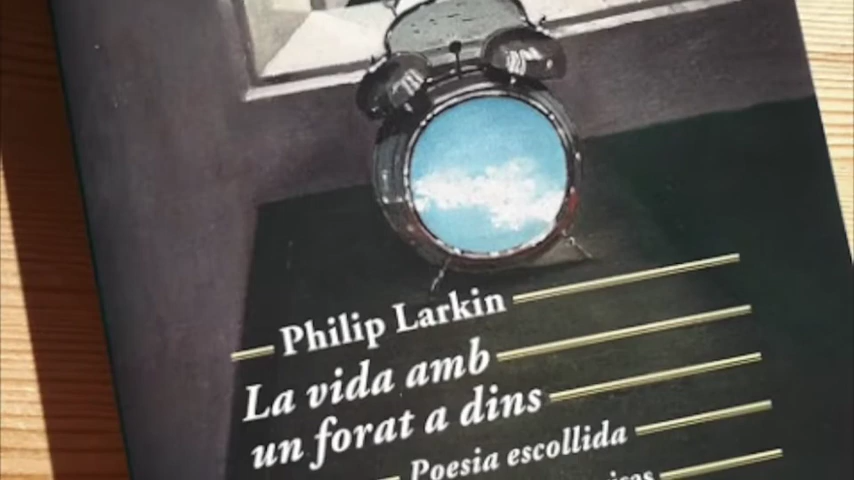 Philip Larkin
La vida amb
un forat a dins
Poesia escollida